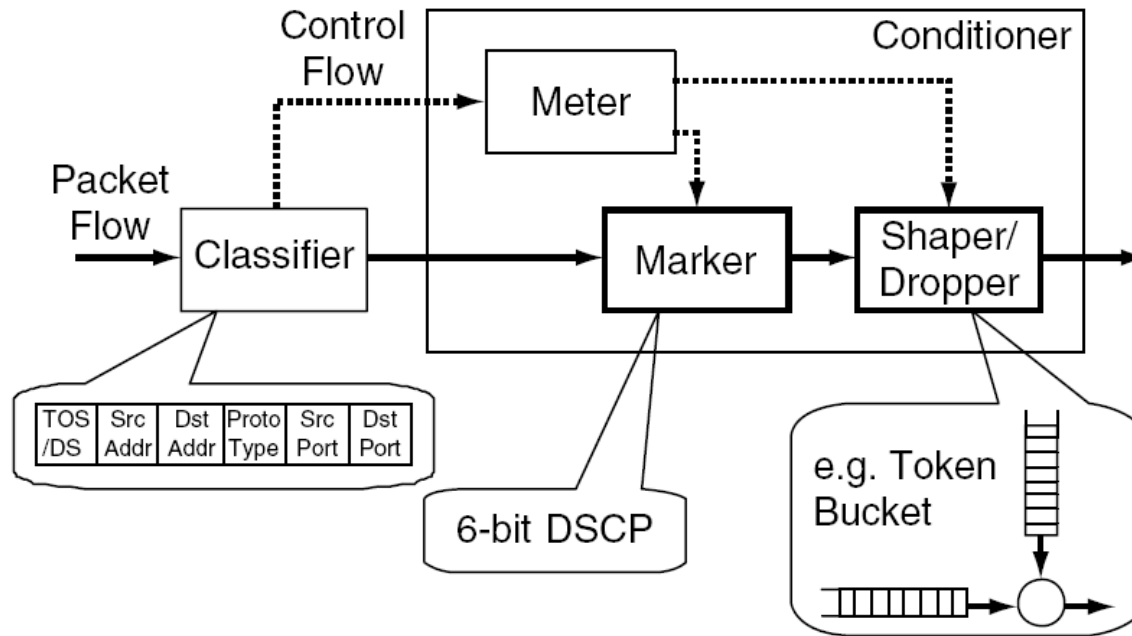 Control
Flow
Conditioner
Meter
Packet
Flow
Classifier
Marker
Shaper/
Dropper
TOS
/DS
Src
Addr
Dst
Addr
Proto
Type
Src
Port
Dst
Port
6-bit DSCP
e.g. Token
Bucket